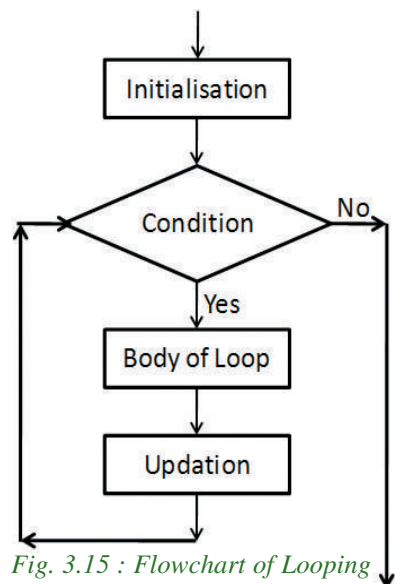 Initialisation
Condition
No
Yes
Body of Loop
Updation
Fig. 3.15 : Flowchart of Looping